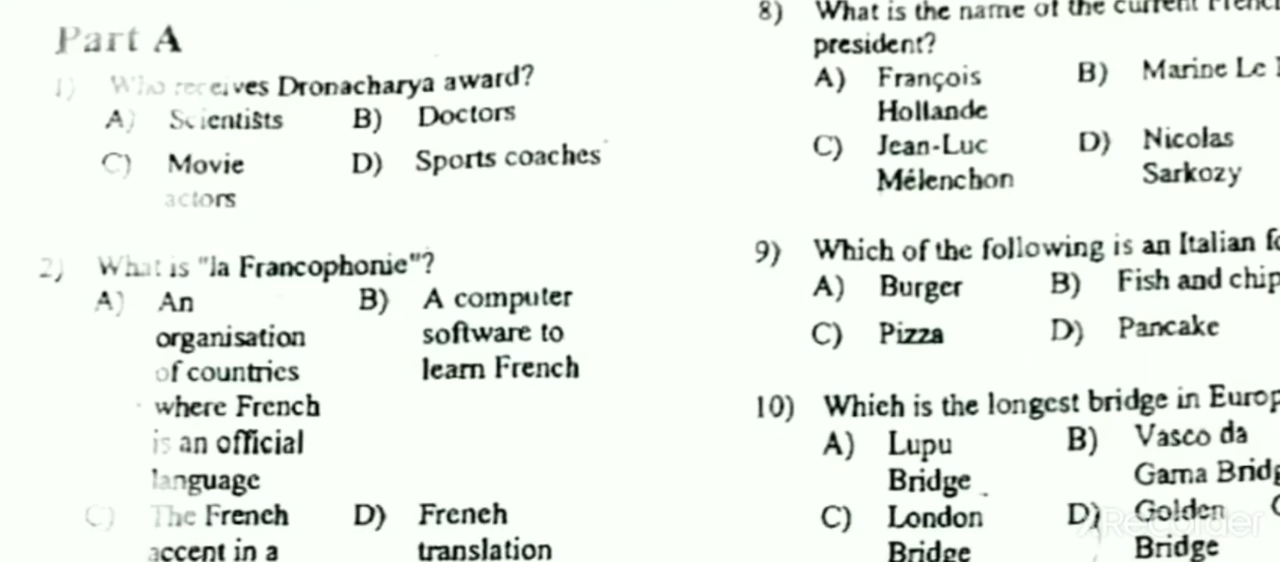 Part A
1) Who receives Dronacharya award?
A) Scientists B) Doctors
C) Movie D) Sports coaches
actors
2) What is "la Francophonie"?
A) An B) A computer
organisation software to
of countries learn French
where French
is an official
language
C) The French D) French
accent in a translation
8) What is the name of the current
president?
A) François B) Marine Le
Hollande
C) Jean-Luc D) Nicolas
Mélenchon Sarkozy
9) Which of the following is an Italian
A) Burger B) Fish and chip
C) Pizza D) Pancake
10) Which is the longest bridge in Europ
A) Lupu B) Vasco da
Bridge Gama Bridg
C) London D) Golden
Bridge Bridge